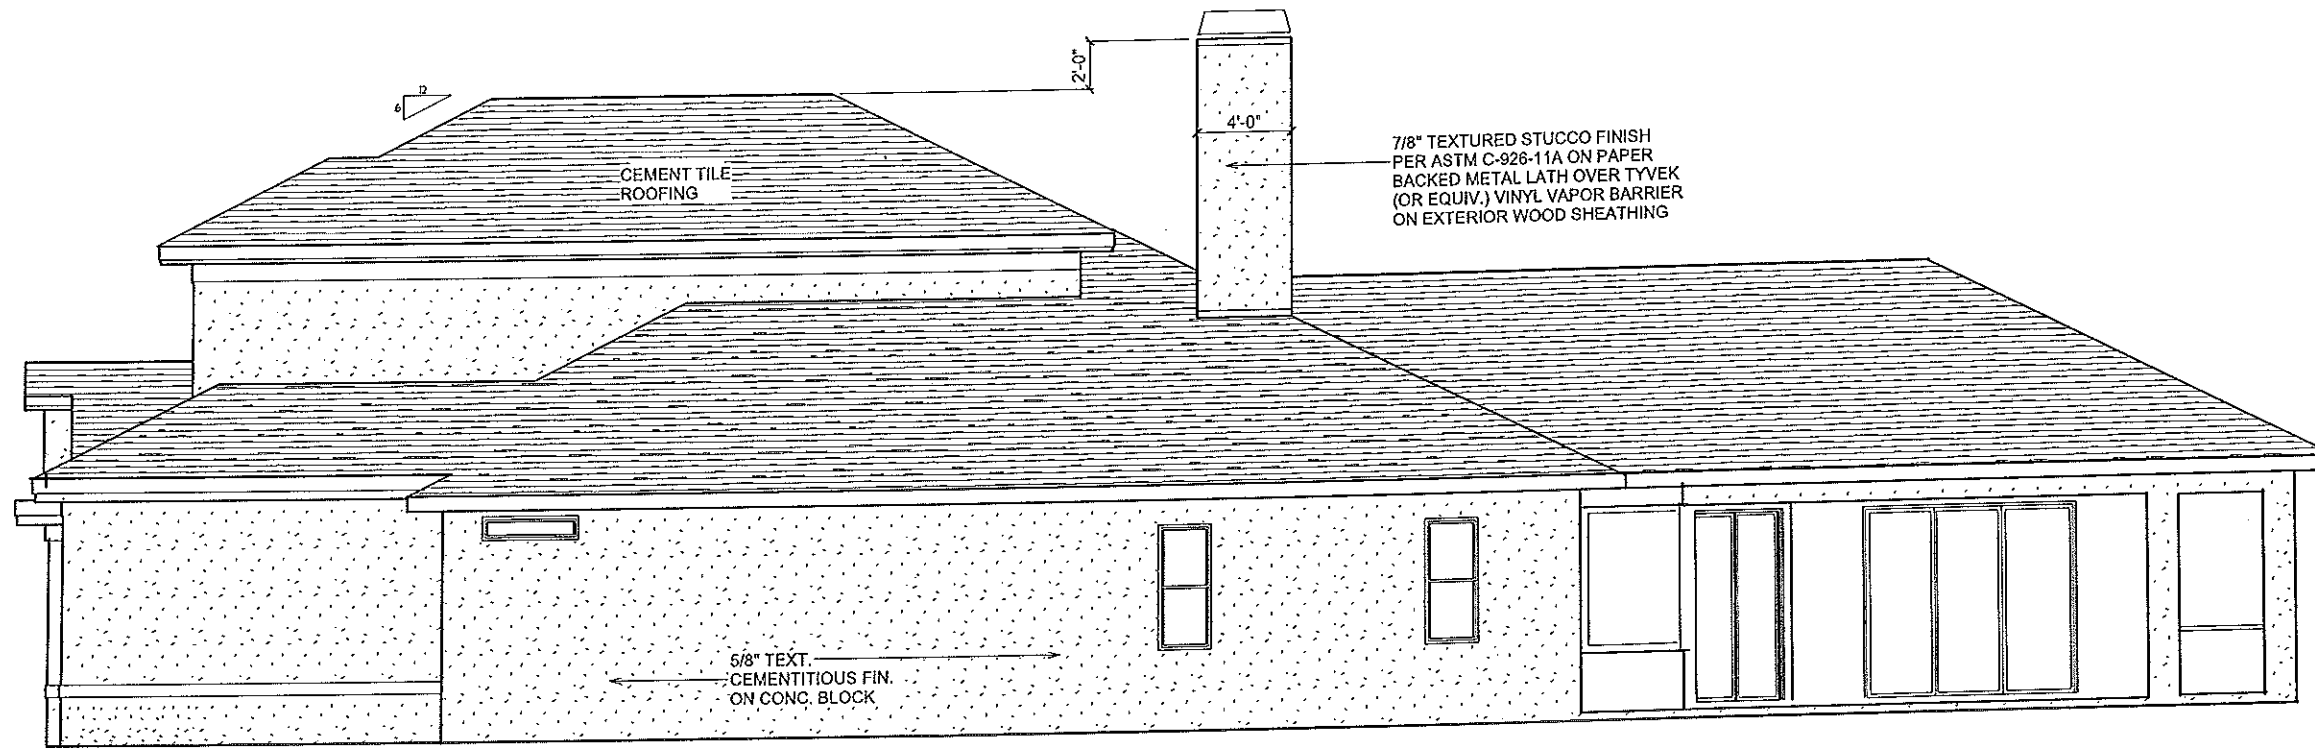 2'-0"
12
6
4'-0"
7/8" TEXTURED STUCCO FINISH
PER ASTM C-926-11A ON PAPER
BACKED METAL LATH OVER TYVEK
(OR EQUIV.) VINYL VAPOR BARRIER
ON EXTERIOR WOOD SHEATHING
CEMENT TILE
ROOFING
5/8" TEXT.
CEMENTITIOUS FIN.
ON CONC. BLOCK